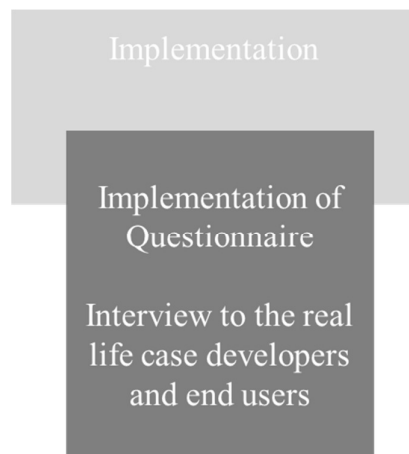 Implementation
Implementation of
Questionnaire
Interview to the real
life case developers
and end users